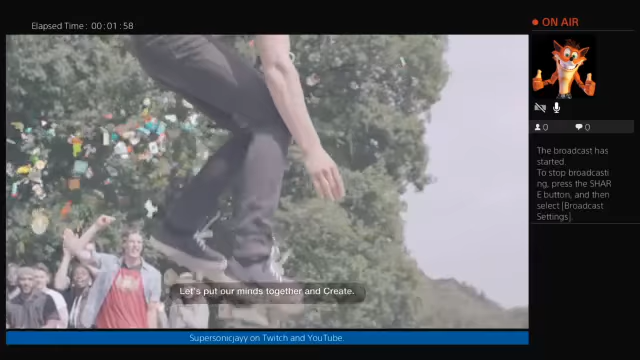 Elapsed Time : 00:01:58
ON AIR
0 0
The broadcast has
started.
To stop broadcasti
ng, press the SHAR
E button, and then
select [Broadcast
Settings].
Let's put our minds together and Create.
Supersonicjayy on Twitch and YouTube.